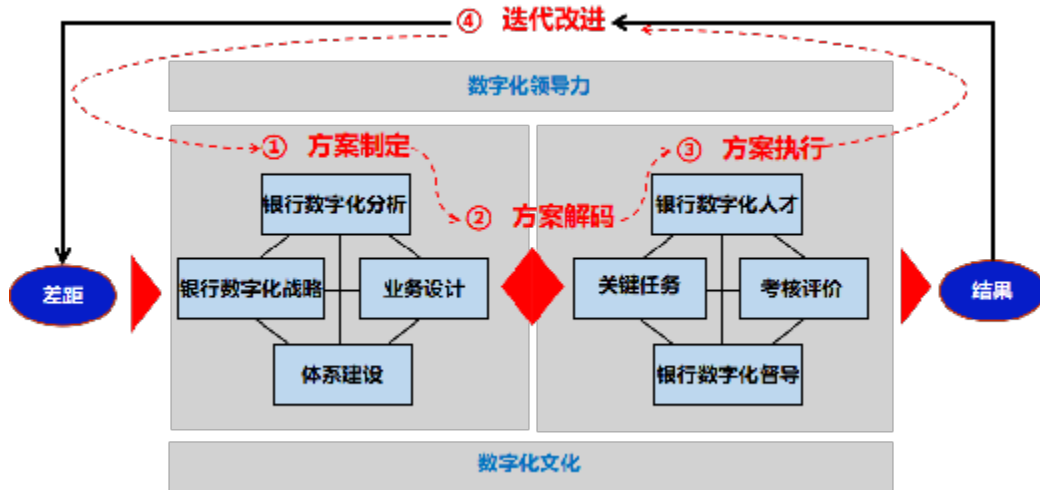 ④ 迭代改进
数字化领导力
① 方案制定
③ 方案执行
银行数字化分析
银行数字化人才
② 方案解码
差距
银行数字化战略
业务设计
关键任务
考核评价
结果
体系建设
银行数字化督导
数字化文化